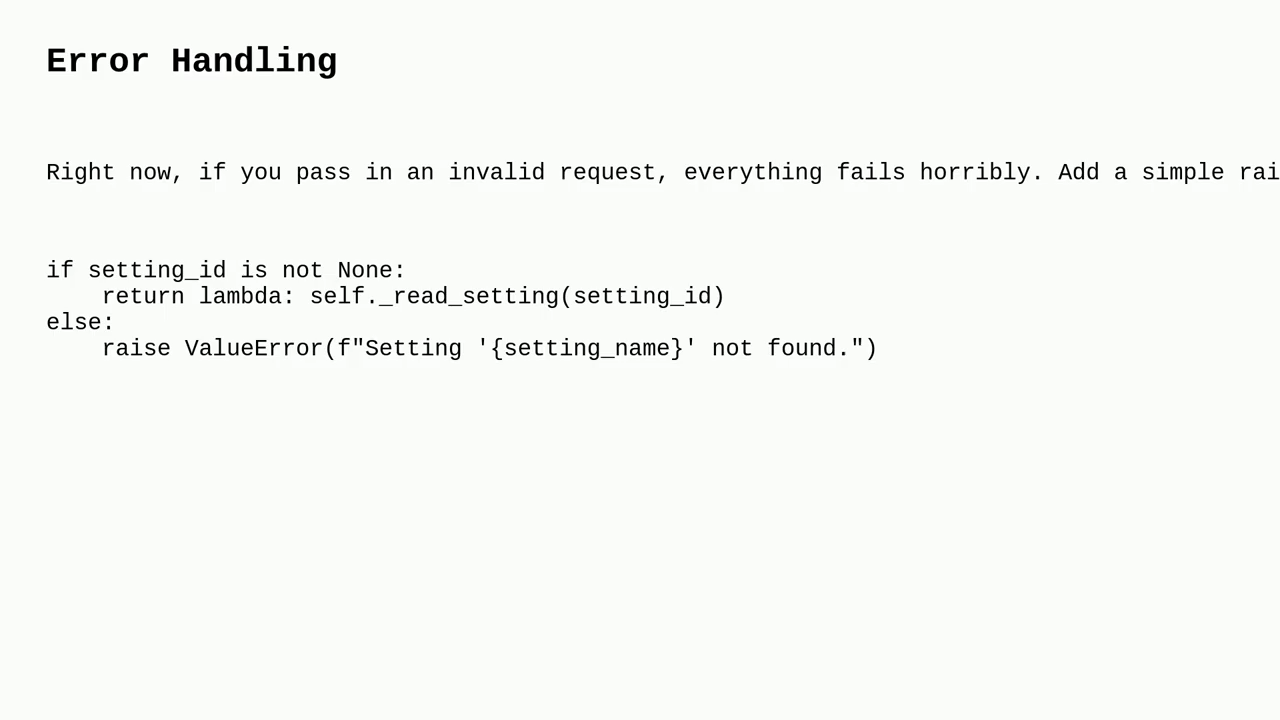 Error Handling
Right now, if you pass in an invalid request, everything fails horribly. Add a simple rai
if setting_id is not None:
    return lambda: self._read_setting(setting_id)
else:
    raise ValueError(f"Setting '{setting_name}' not found.")